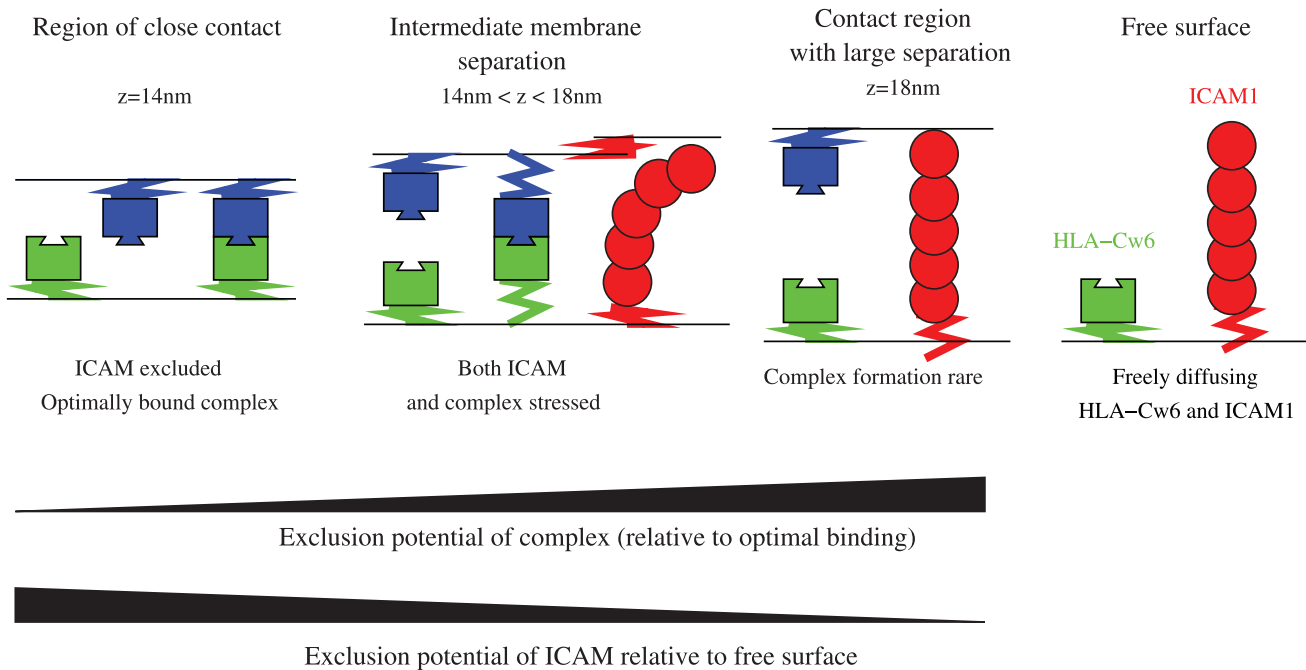 Region of close contact
z=14nm
Intermediate membrane
separation
14nm < z < 18nm
Contact region
with large separation
z=18nm
Free surface
ICAM1
HLA−Cw6
ICAM excluded
Optimally bound complex
Both ICAM
and complex stressed
Complex formation rare
Freely diffusing
HLA−Cw6 and ICAM1
Exclusion potential of complex (relative to optimal binding)
Exclusion potential of ICAM relative to free surface